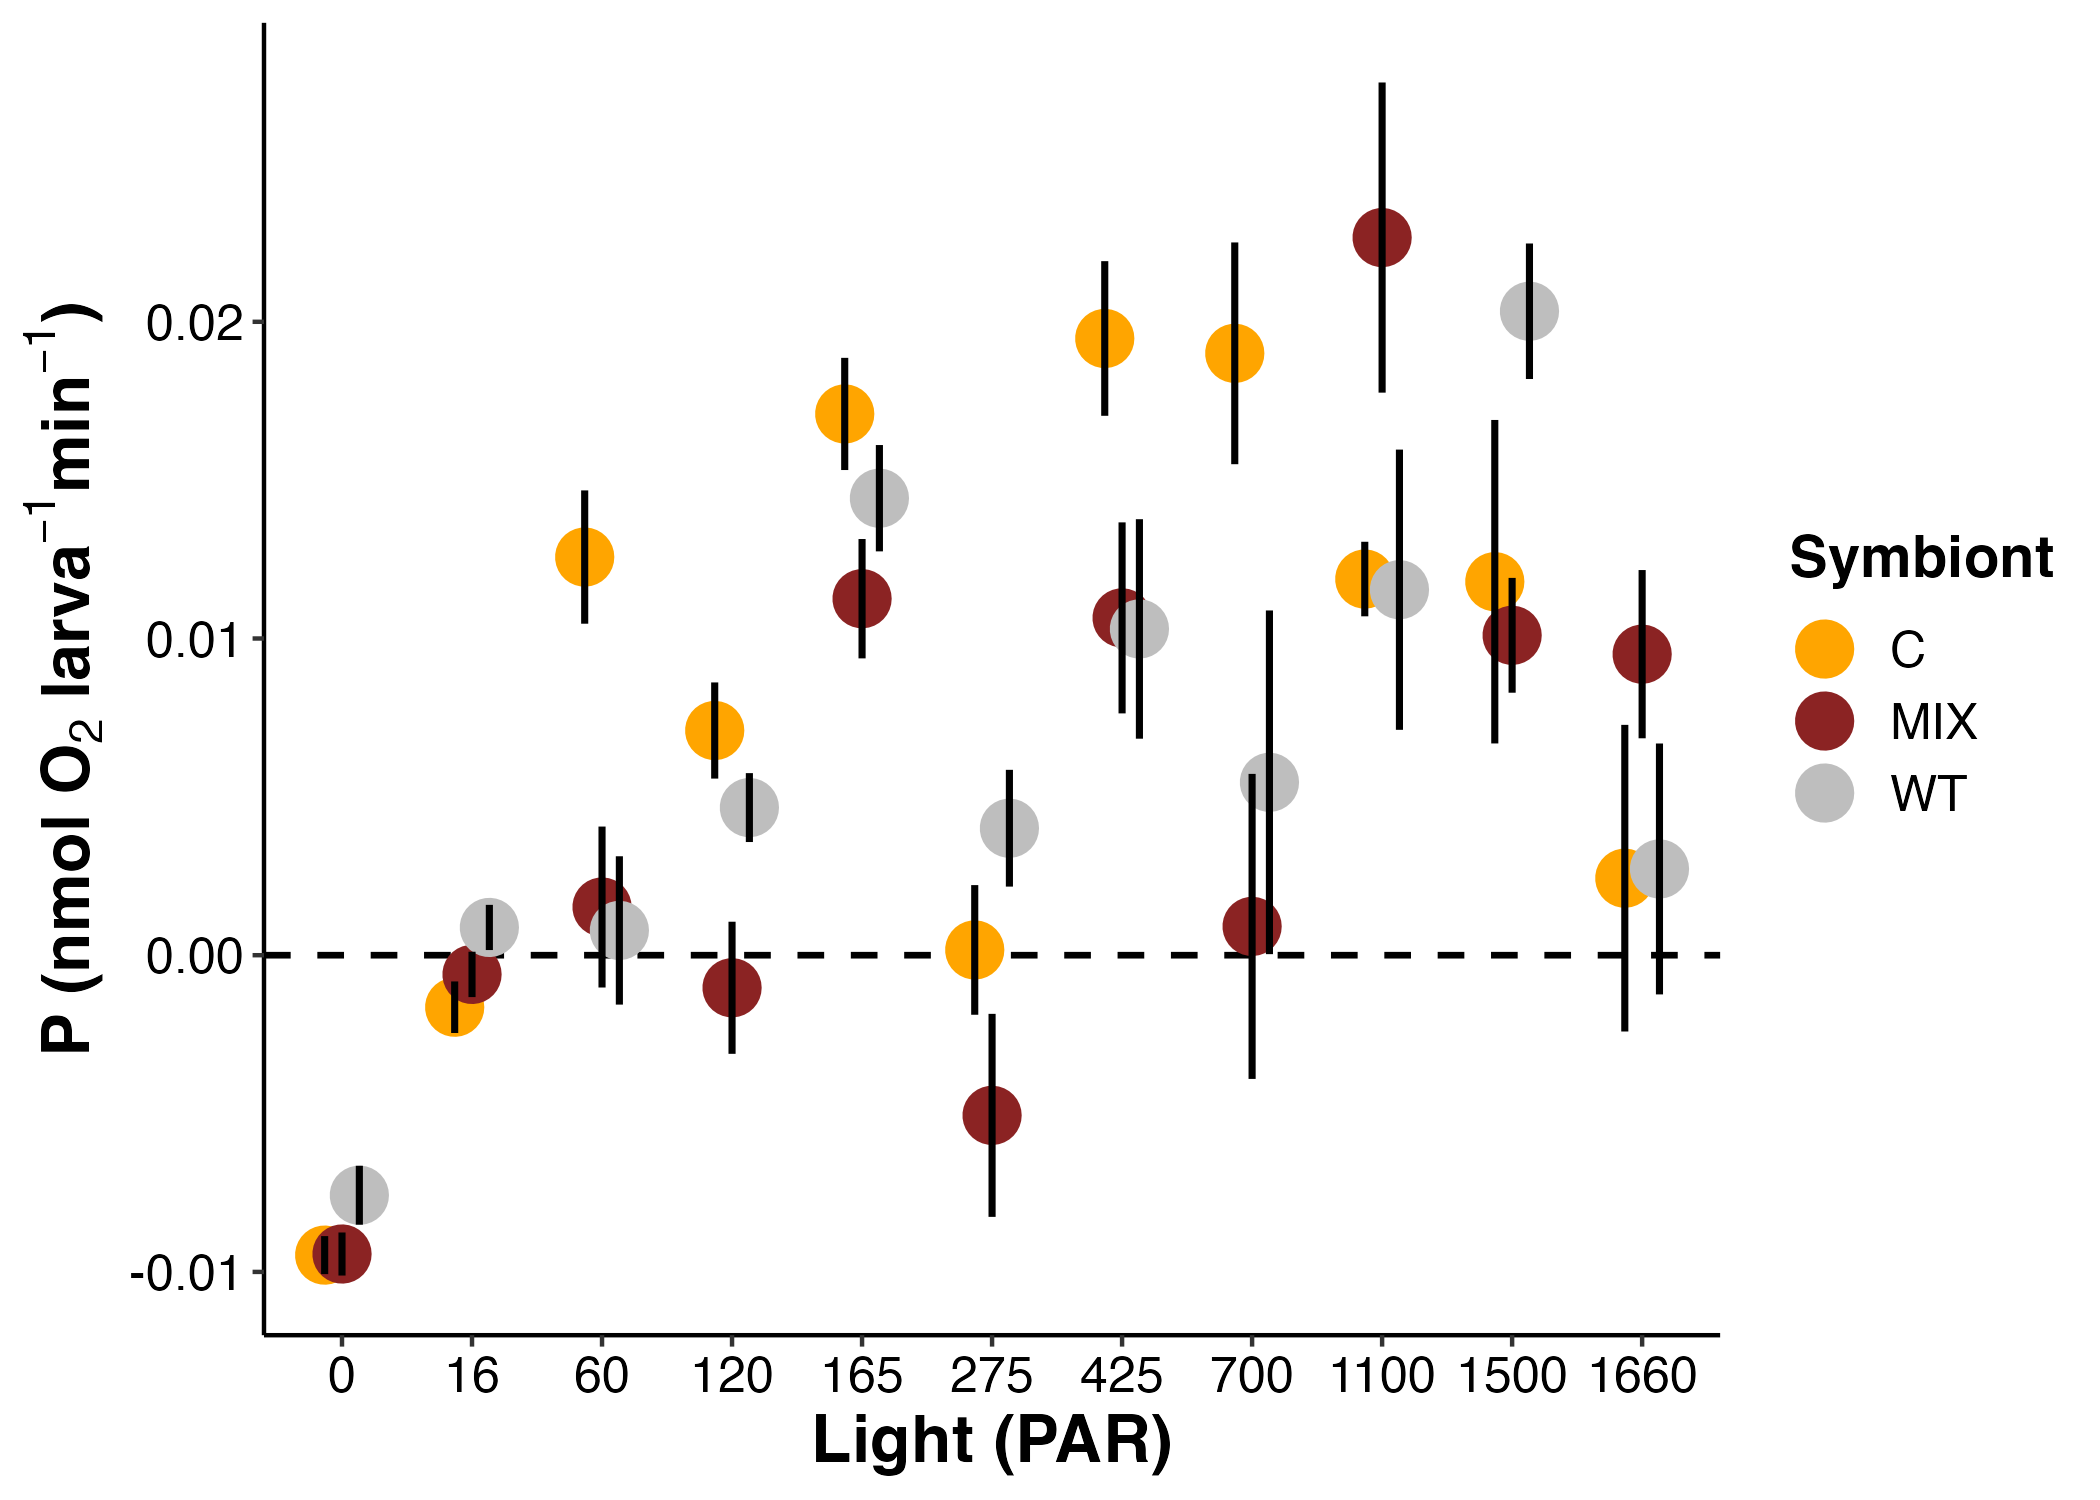 P (nmol O₂ larva⁻¹min⁻¹)
0.02
0.01
0.00
-0.01
0 16 60 120 165 275 425 700 1100 1500 1660
Light (PAR)
Symbiont
C
MIX
WT